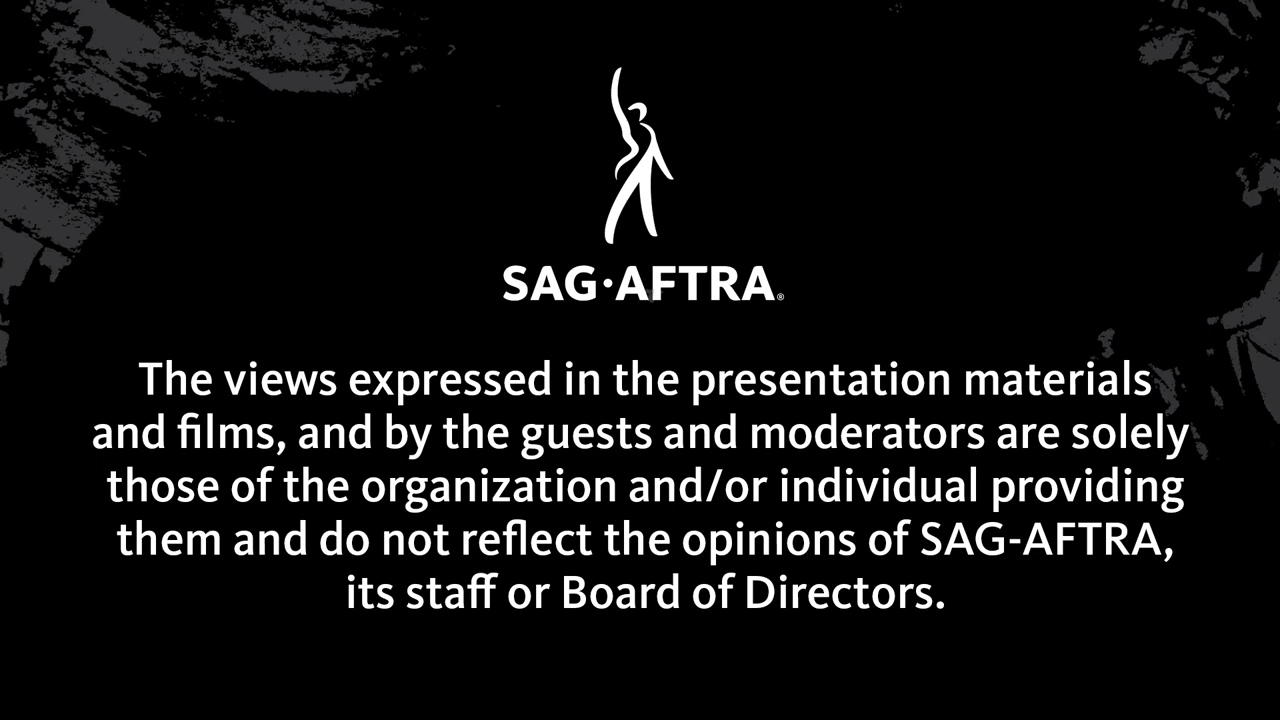 SAG·AFTRA®
The views expressed in the presentation materials
and films, and by the guests and moderators are solely
those of the organization and/or individual providing
them and do not reflect the opinions of SAG-AFTRA,
its staff or Board of Directors.